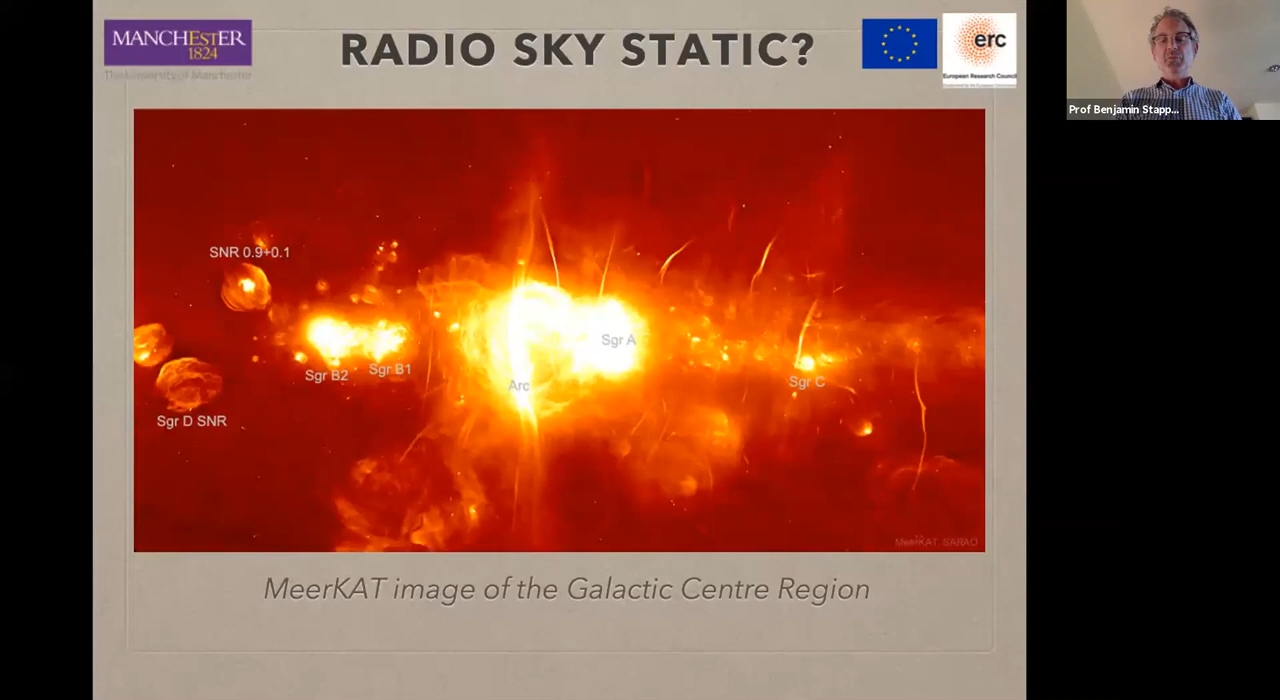 MANCHESTER
1824
The University of Manchester
RADIO SKY STATIC?
erc
European Research Council
Prof Benjamin Stapp...
SNR 0.9+0.1
Sgr A
Sgr B2
Sgr B1
Arc
Sgr C
Sgr D SNR
MeerKAT, SARAO
MeerKAT image of the Galactic Centre Region